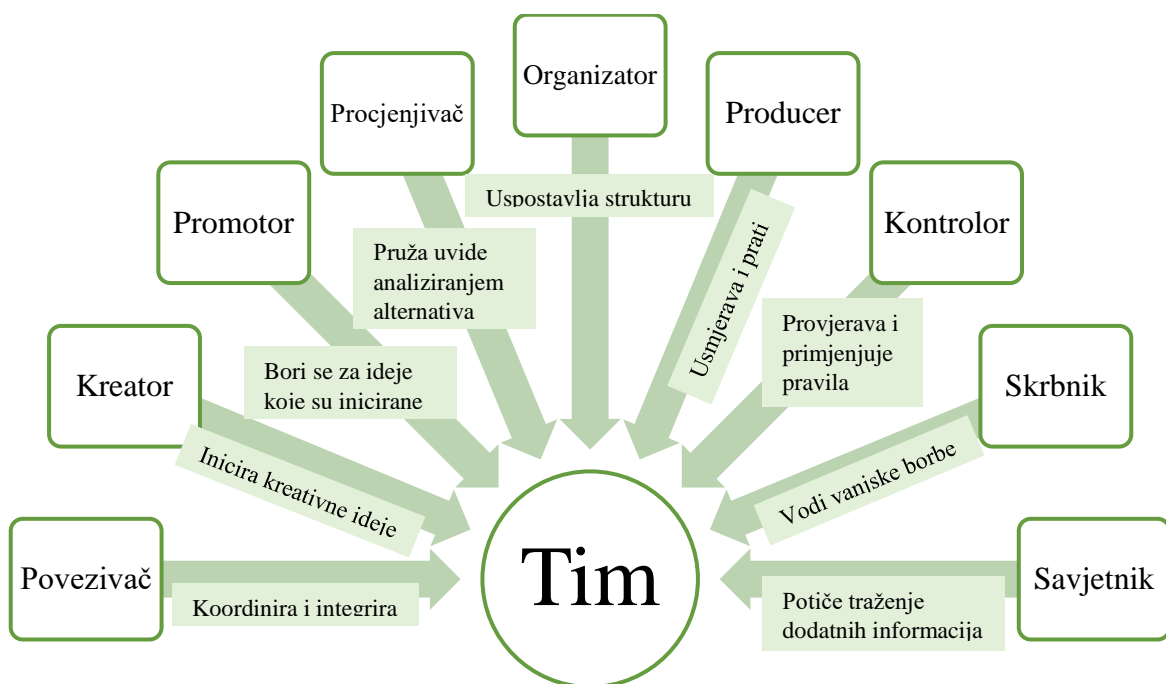 Organizator
Procjenjivač
Producer
Promotor
Kontrolor
Uspostavlja strukturu
Usmjerava i prati
Pruža uvide
analiziranjem
alternativa
Provjerava i
primjenjuje
pravila
Kreator
Bori se za ideje
koje su inicirane
Skrbnik
Inicira kreativne ideje
Vodi vanjske borbe
Povezivač
Koordinira i integrira
Tim
Savjetnik
Potiče traženje
dodatnih informacija